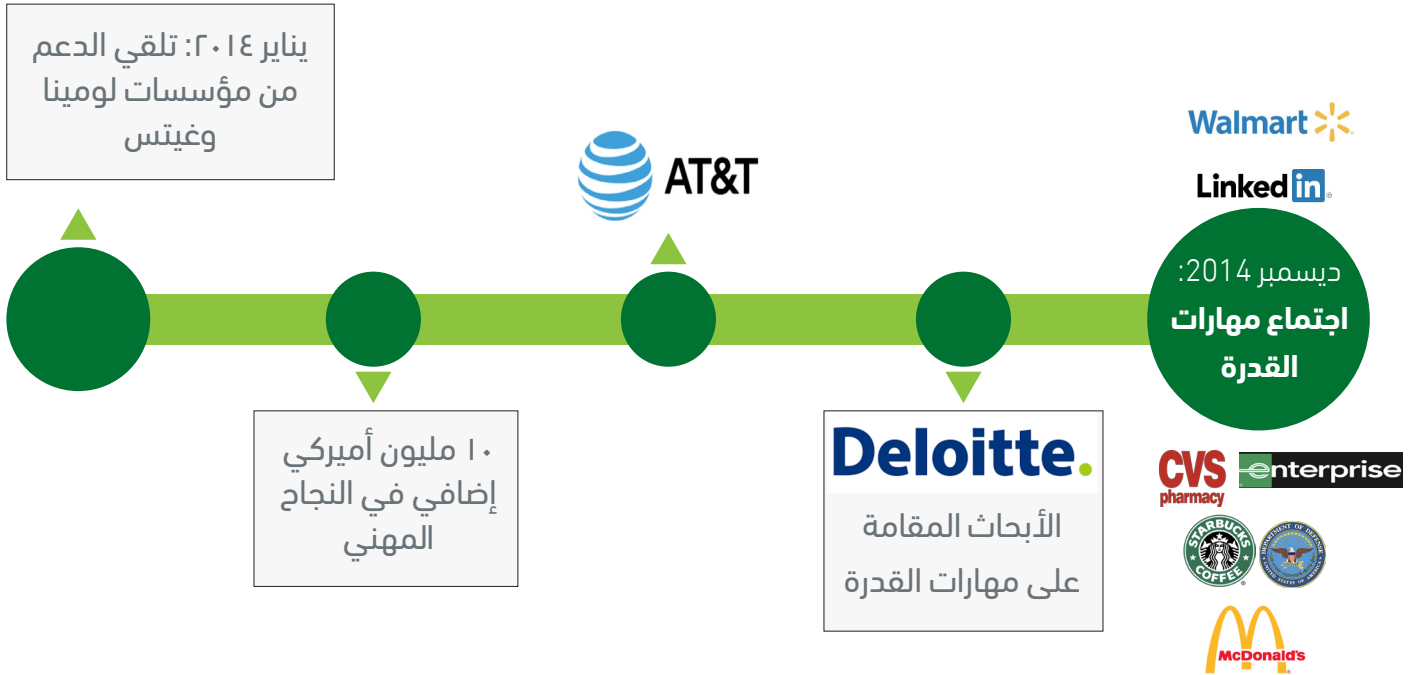 يناير ٢٠١٤: تلقي الدعم
من مؤسسات لومينا
وغيتس
١٠ مليون أميركي
إضافي في النجاح
المهني
AT&T
Deloitte.
الأبحاث المقامة
على مهارات القدرة
Walmart
Linked in
ديسمبر 2014:
اجتماع مهارات
القدرة
CVS
pharmacy
enterprise
STARBUCKS
COFFEE
DEPARTMENT OF DEFENSE
UNITED STATES OF AMERICA
McDonald's